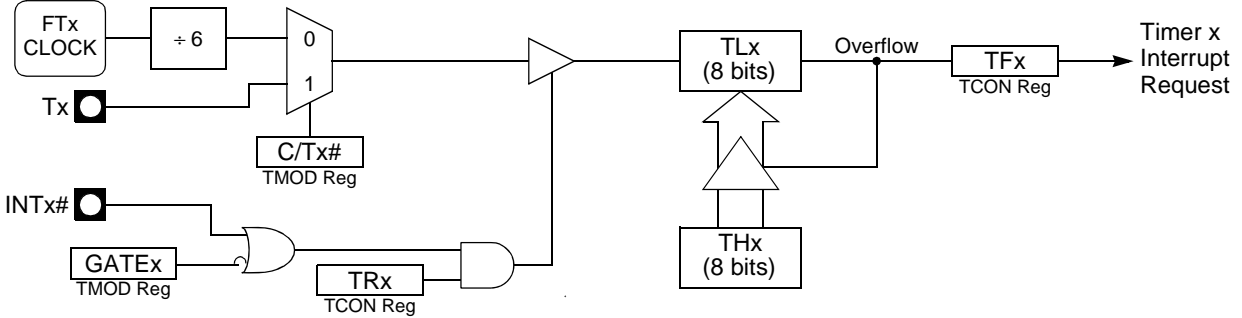 FTx
CLOCK
÷ 6
0
1
Tx
C/Tx#
TMOD Reg
INTx#
GATEx
TMOD Reg
TRx
TCON Reg
TLx
(8 bits)
Overflow
TFx
TCON Reg
Timer x
Interrupt
Request
THx
(8 bits)